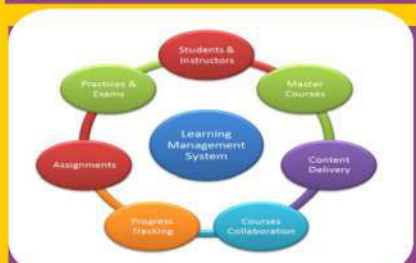 Students &
Instructors
Master
Courses
Content
Delivery
Courses
Collaboration
Progress
Tracking
Assignments
Practices &
Exams
Learning
Management
System